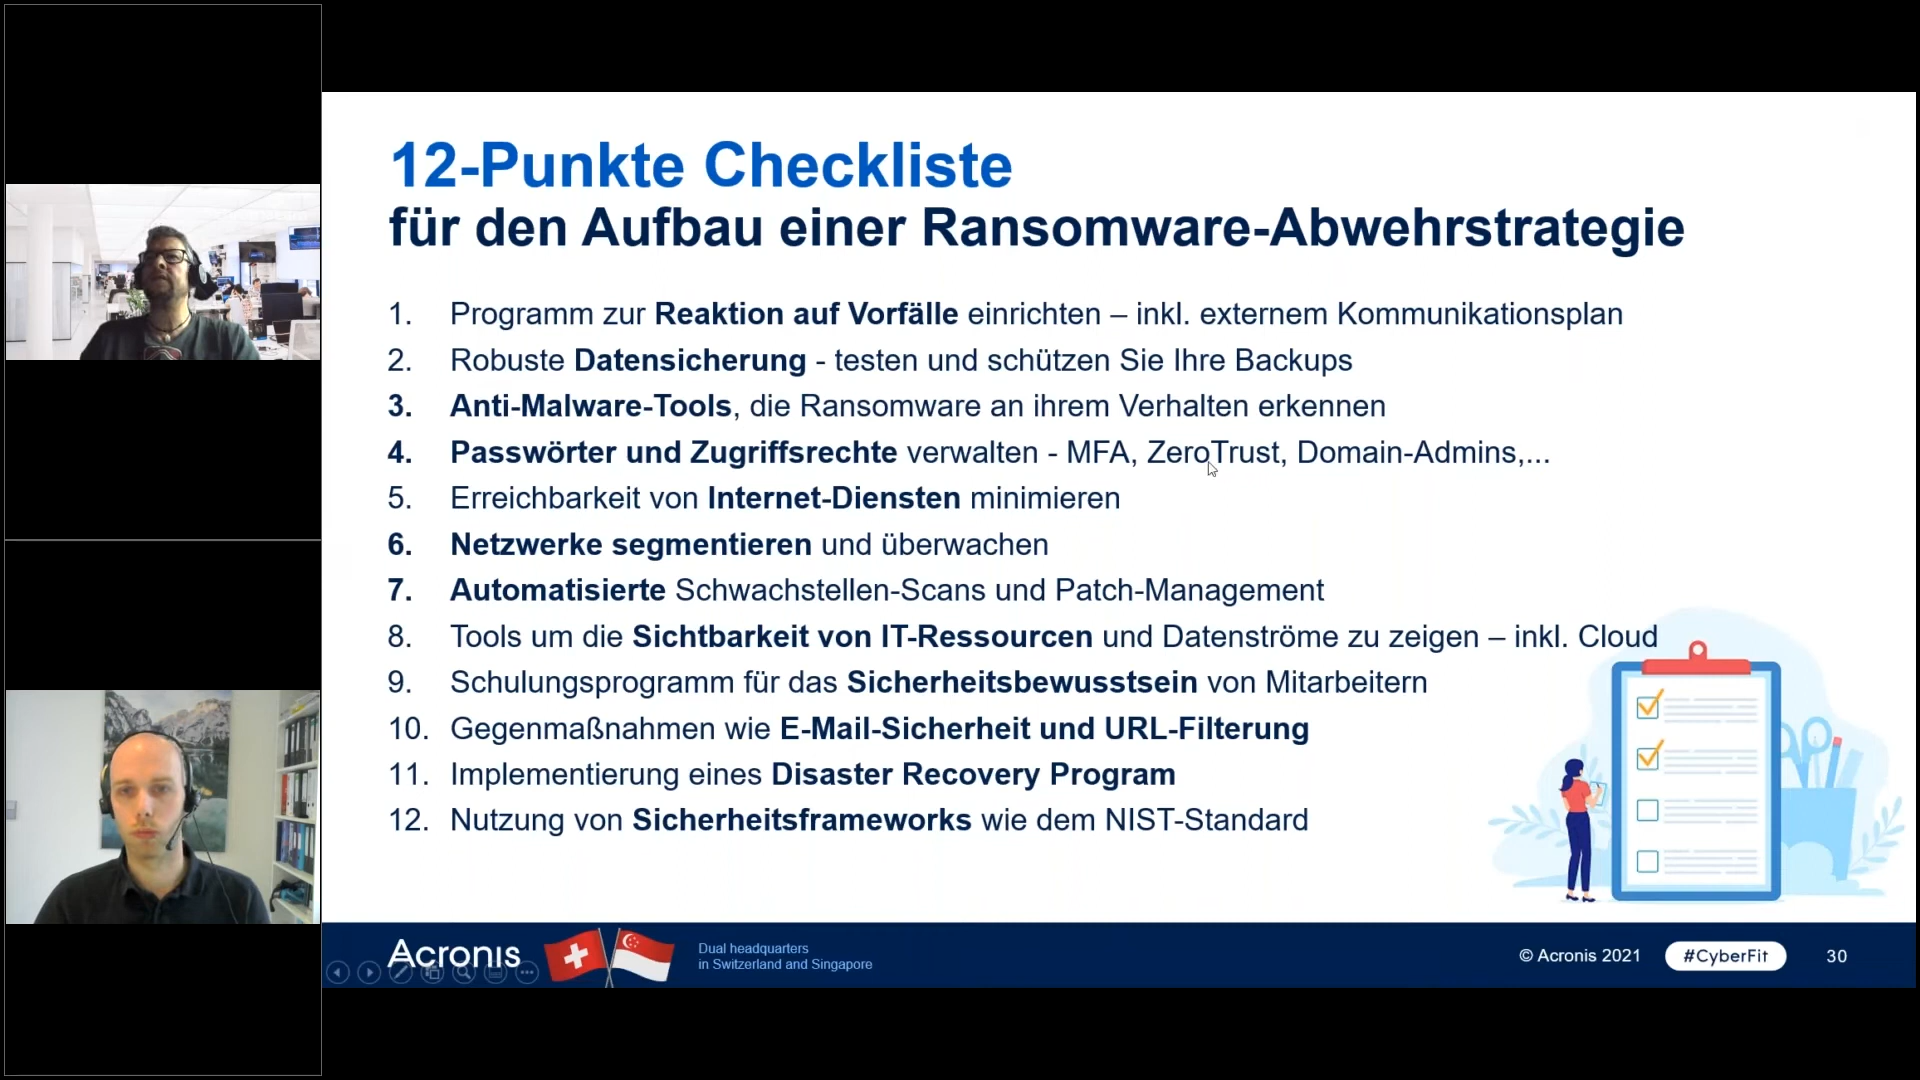 12-Punkte Checkliste
für den Aufbau einer Ransomware-Abwehrstrategie
1. Programm zur Reaktion auf Vorfälle einrichten – inkl. externem Kommunikationsplan
2. Robuste Datensicherung - testen und schützen Sie Ihre Backups
3. Anti-Malware-Tools, die Ransomware an ihrem Verhalten erkennen
4. Passwörter und Zugriffsrechte verwalten - MFA, ZeroTrust, Domain-Admins,...
5. Erreichbarkeit von Internet-Diensten minimieren
6. Netzwerke segmentieren und überwachen
7. Automatisierte Schwachstellen-Scans und Patch-Management
8. Tools um die Sichtbarkeit von IT-Ressourcen und Datenströme zu zeigen – inkl. Cloud
9. Schulungsprogramm für das Sicherheitsbewusstsein von Mitarbeitern
10. Gegenmaßnahmen wie E-Mail-Sicherheit und URL-Filterung
11. Implementierung eines Disaster Recovery Program
12. Nutzung von Sicherheitsframeworks wie dem NIST-Standard
Acronis
Dual headquarters
in Switzerland and Singapore
© Acronis 2021
#CyberFit
30